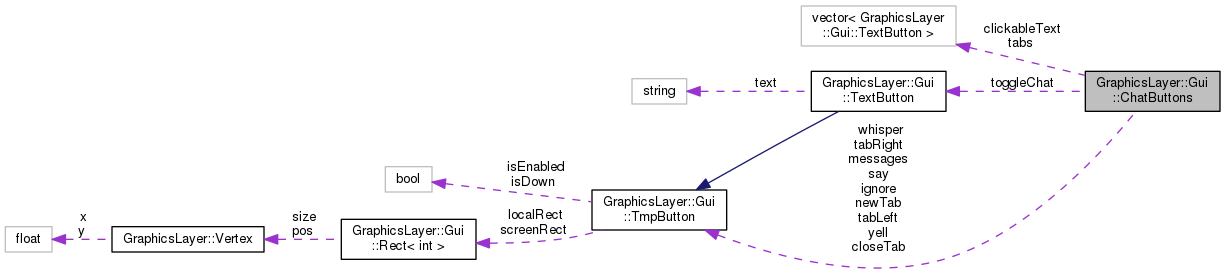 vector< GraphicsLayer
::Gui::TextButton >
clickableText
tabs
string
text
GraphicsLayer::Gui
::TextButton
toggleChat
GraphicsLayer::Gui
::ChatButtons
whisper
tabRight
messages
say
ignore
newTab
tabLeft
yell
closeTab
bool
isEnabled
isDown
GraphicsLayer::Gui
::TmpButton
localRect
screenRect
float
x
y
GraphicsLayer::Vertex
size
pos
GraphicsLayer::Gui
::Rect< int >